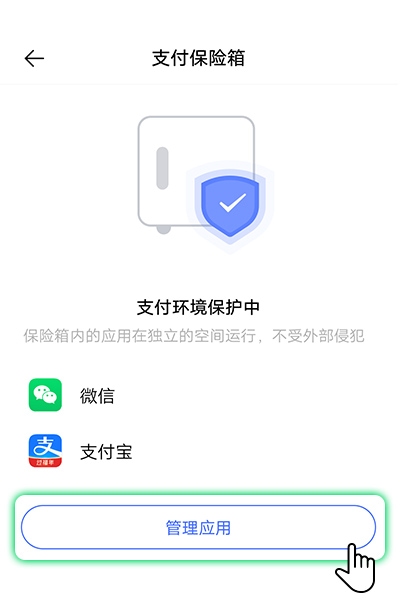 支付保险箱
支付环境保护中
保险箱内的应用在独立的空间运行，不受外部侵犯
微信
支付宝
管理应用